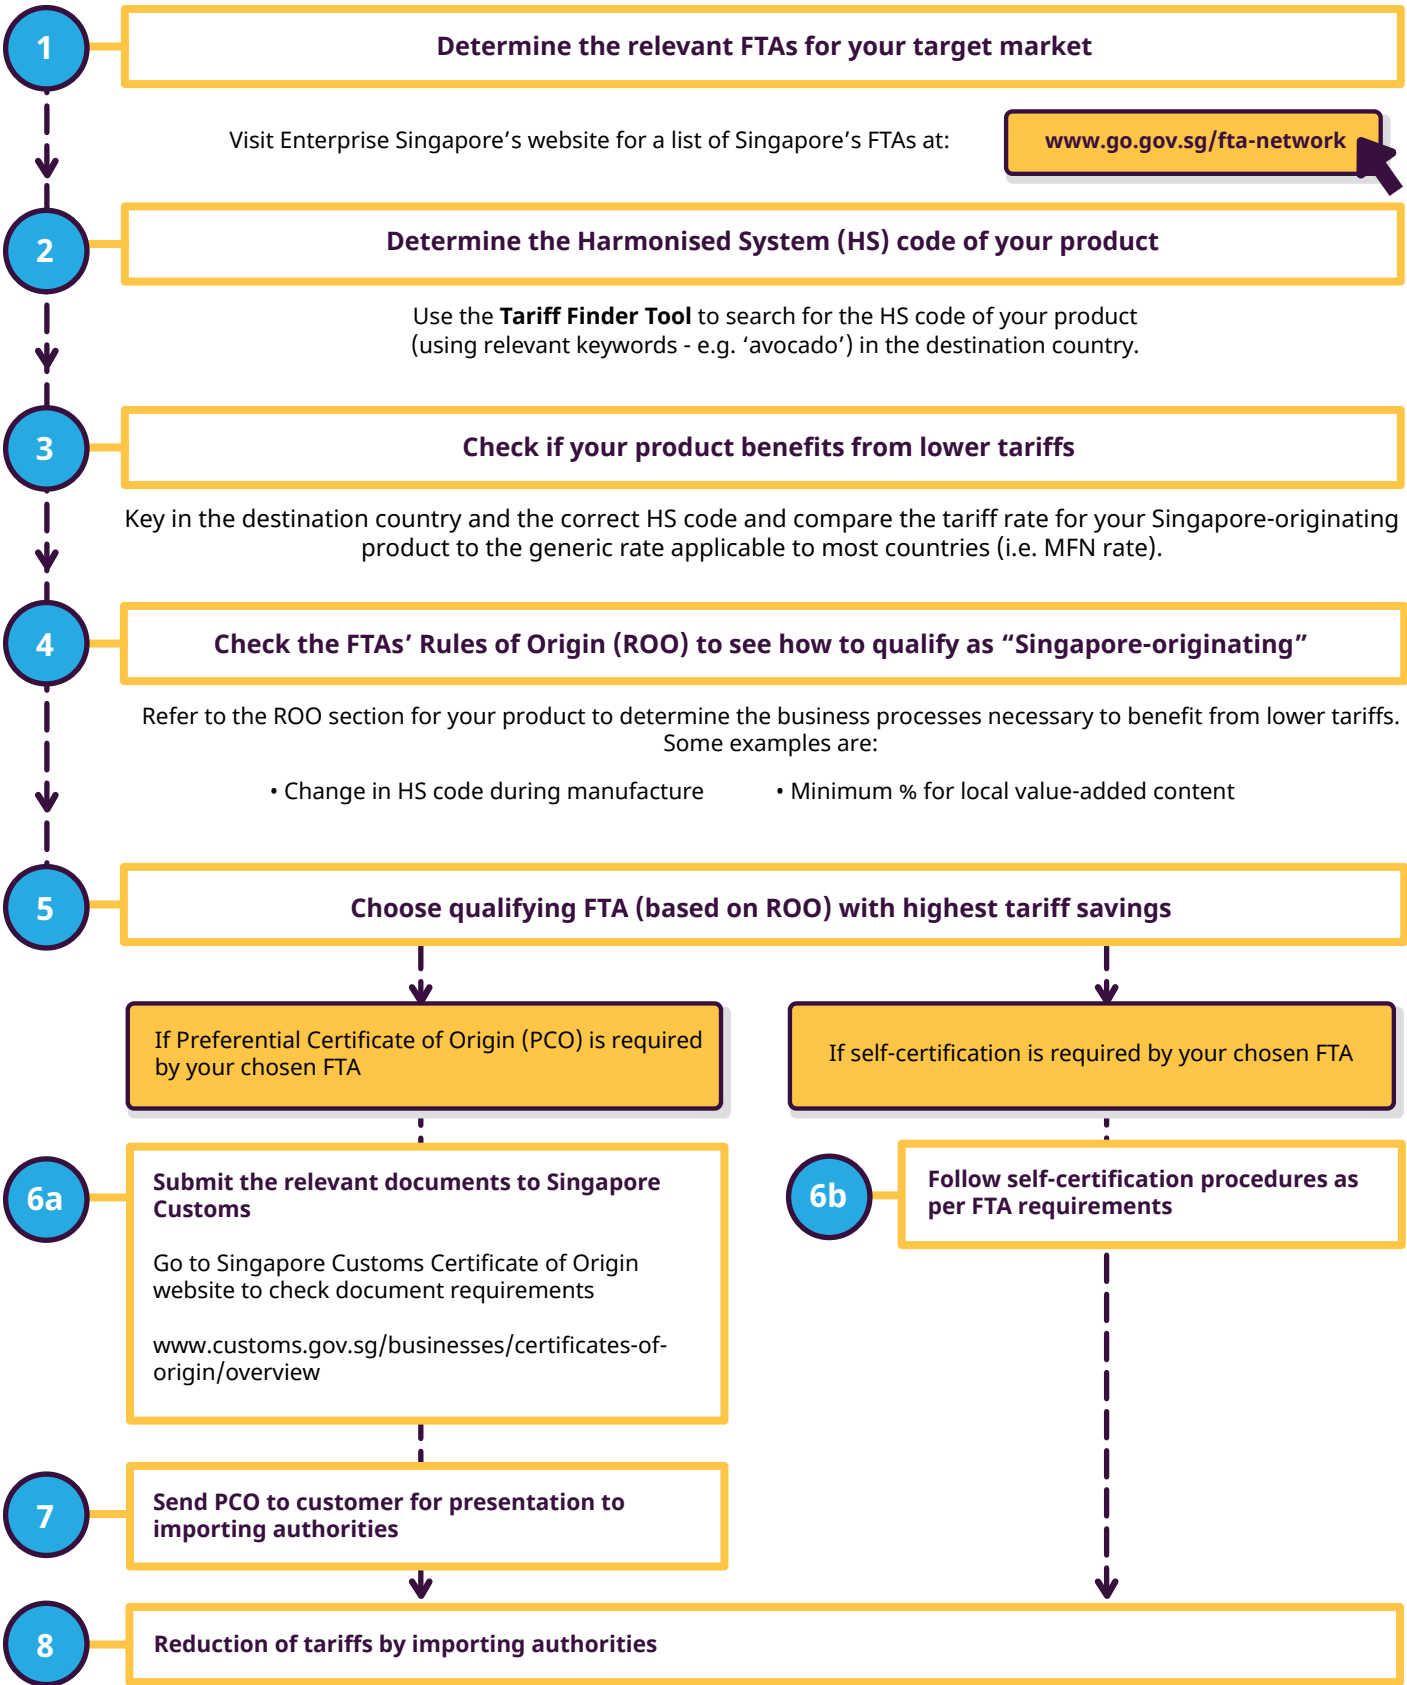 1
Determine the relevant FTAs for your target market
Visit Enterprise Singapore’s website for a list of Singapore’s FTAs at:
www.go.gov.sg/fta-network
2
Determine the Harmonised System (HS) code of your product
Use the Tariff Finder Tool to search for the HS code of your product
(using relevant keywords - e.g. ‘avocado’) in the destination country.
3
Check if your product benefits from lower tariffs
Key in the destination country and the correct HS code and compare the tariff rate for your Singapore-originating
product to the generic rate applicable to most countries (i.e. MFN rate).
4
Check the FTAs’ Rules of Origin (ROO) to see how to qualify as “Singapore-originating”
Refer to the ROO section for your product to determine the business processes necessary to benefit from lower tariffs.
Some examples are:
• Change in HS code during manufacture
• Minimum % for local value-added content
5
Choose qualifying FTA (based on ROO) with highest tariff savings
If Preferential Certificate of Origin (PCO) is required
by your chosen FTA
If self-certification is required by your chosen FTA
6a
Submit the relevant documents to Singapore
Customs
Go to Singapore Customs Certificate of Origin
website to check document requirements
www.customs.gov.sg/businesses/certificates-of-
origin/overview
6b
Follow self-certification procedures as
per FTA requirements
7
Send PCO to customer for presentation to
importing authorities
8
Reduction of tariffs by importing authorities